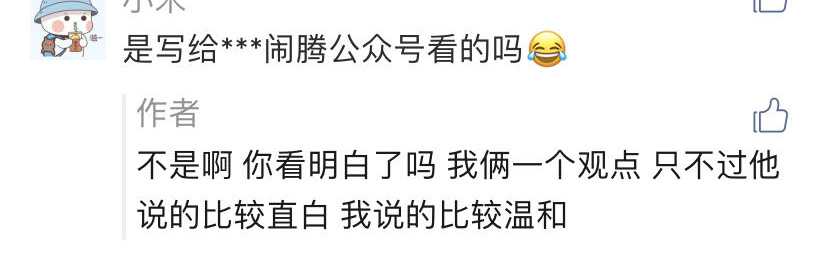 小米
是写给***闹腾公众号看的吗😂
作者
不是啊 你看明白了吗 我俩一个观点 只不过他
说的比较直白 我说的比较温和